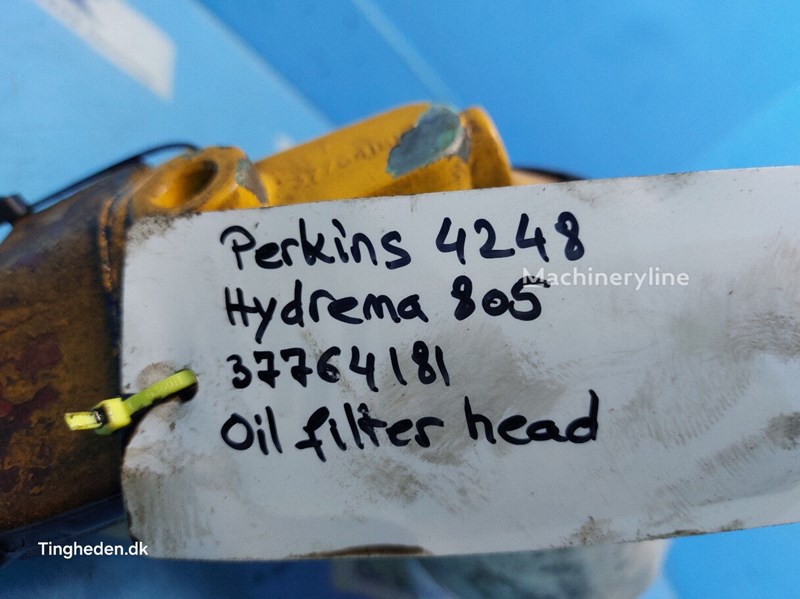 Perkins 4248
Machineryline
Hydrema 805
37764181
Oil filter head
Tingheden.dk